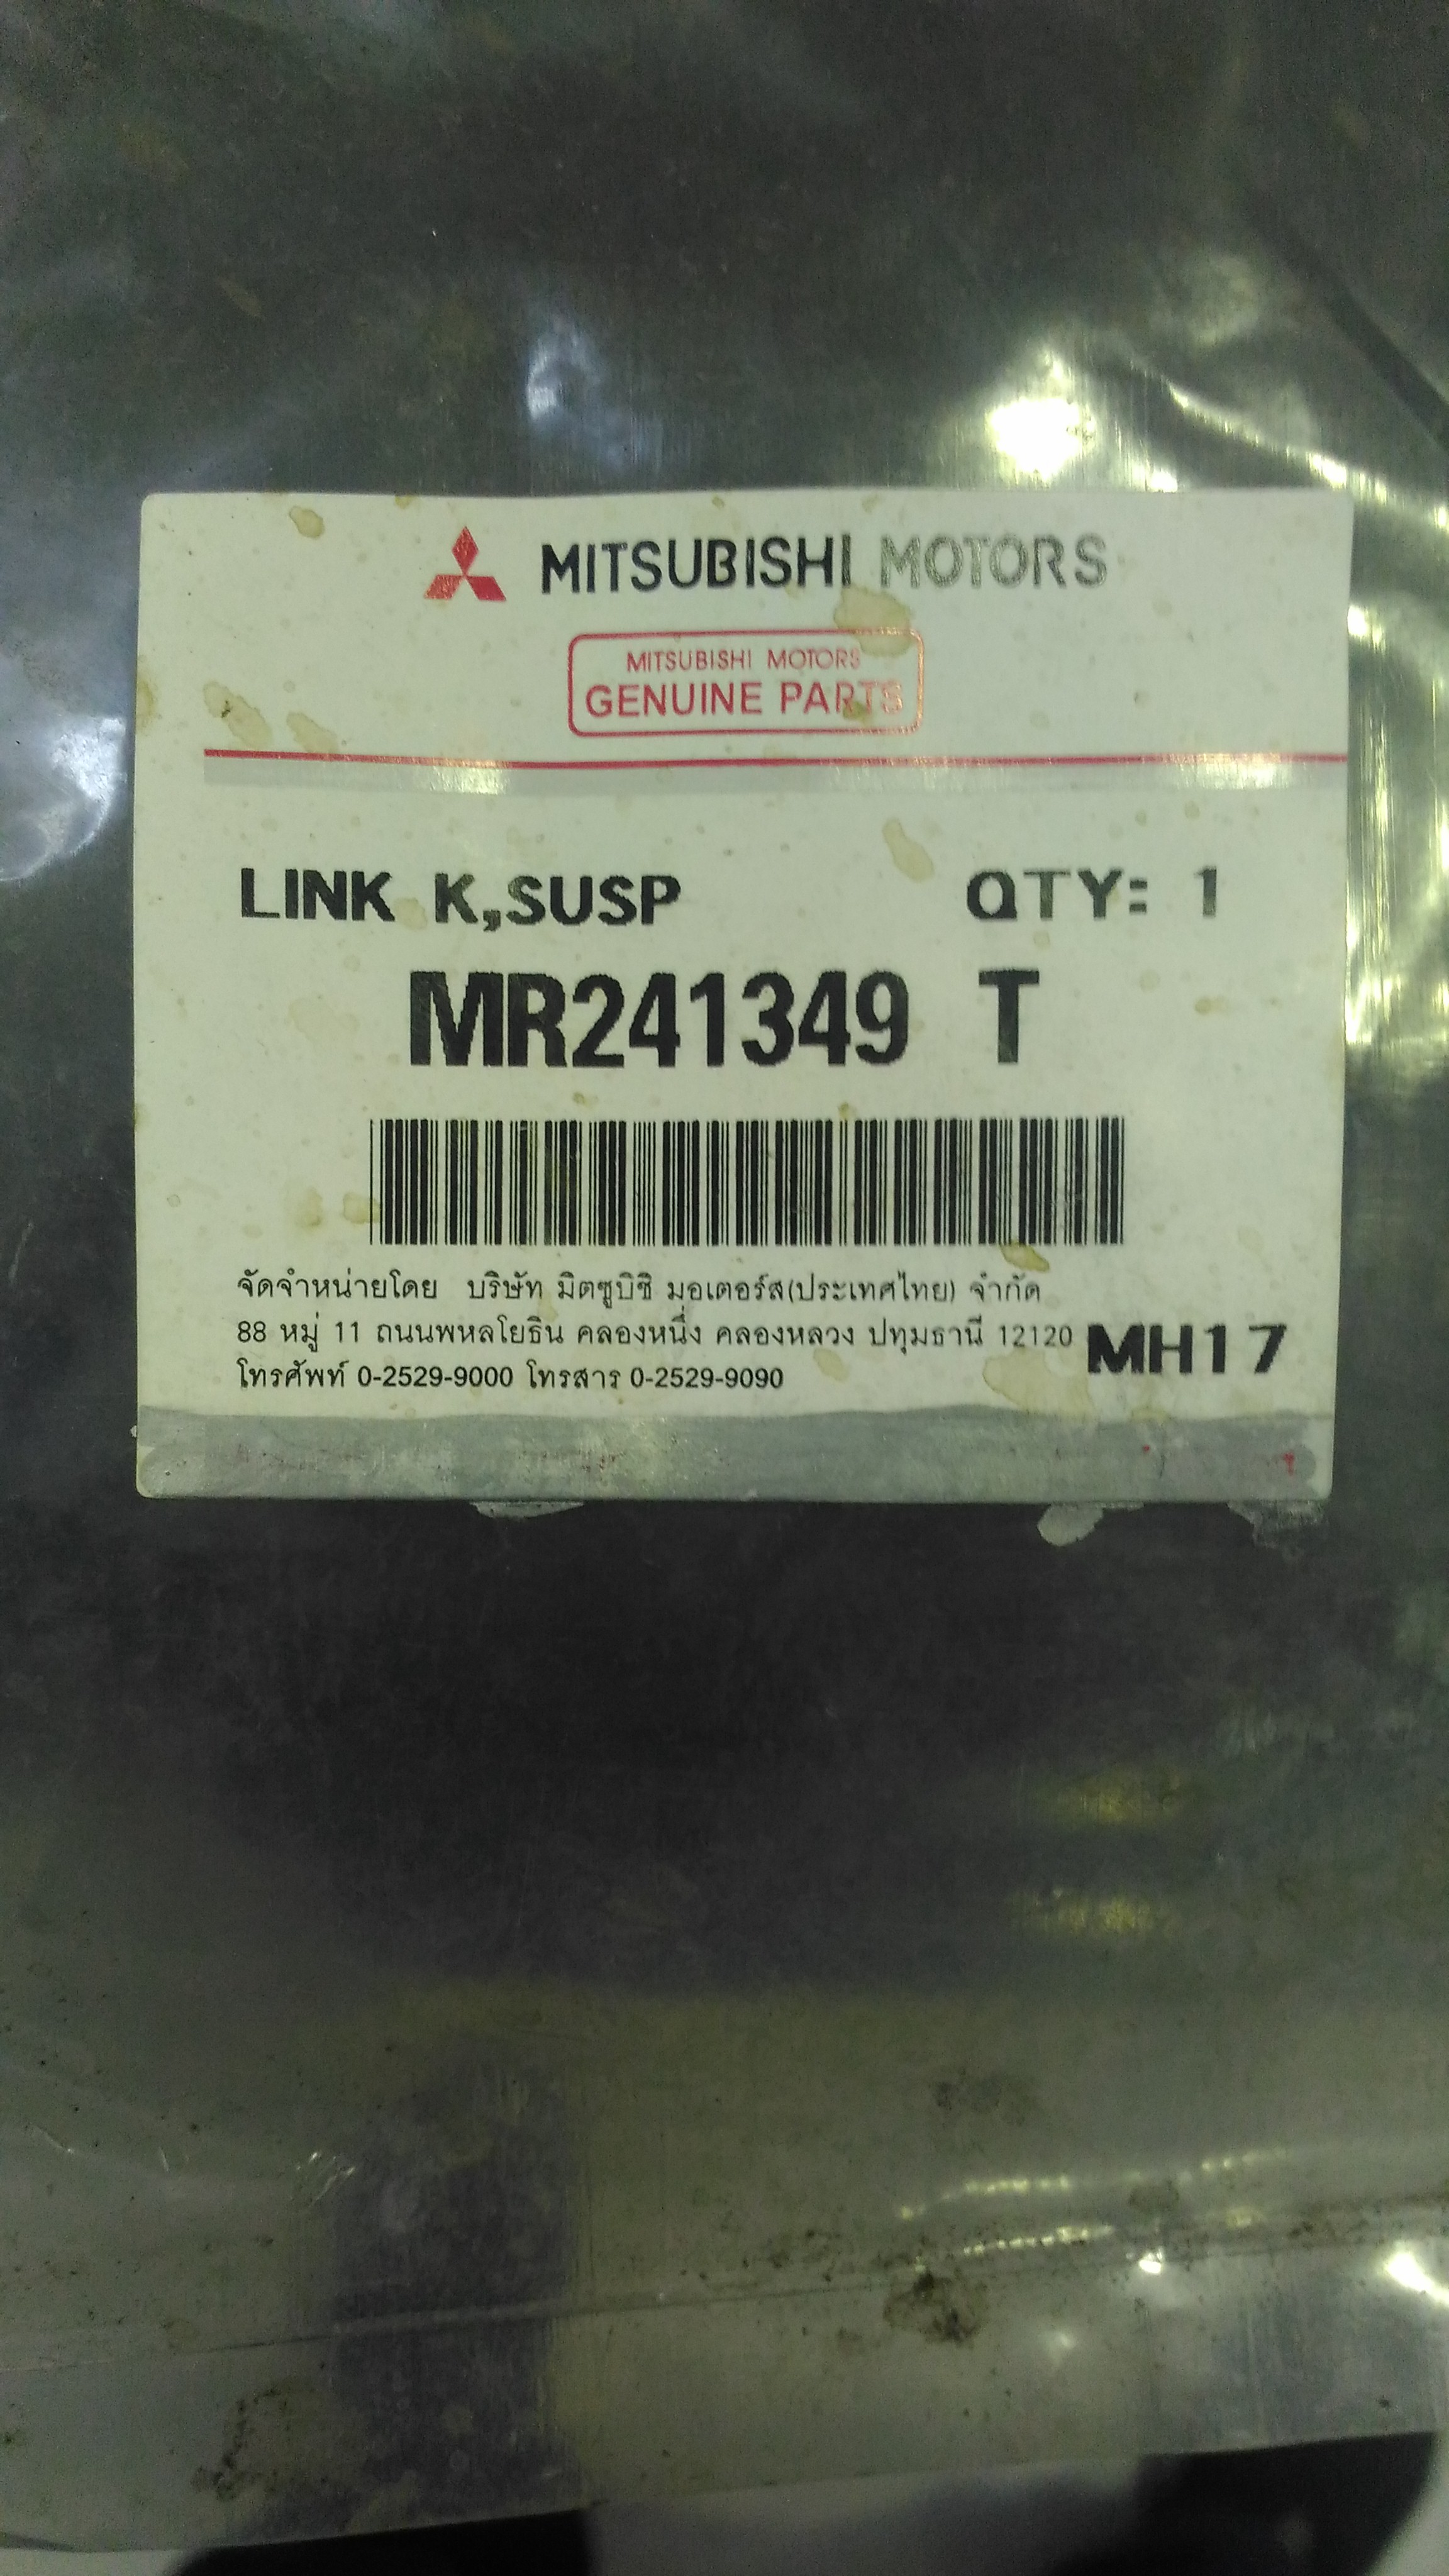 MITSUBISHI MOTORS
MITSUBISHI MOTORS
GENUINE PARTS
LINK K,SUSP QTY: 1
MR241349 T
จัดจำหน่ายโดย บริษัท มิตซูบิชิ มอเตอร์ส(ประเทศไทย) จำกัด
88 หมู่ 11 ถนนพหลโยธิน คลองหนึ่ง คลองหลวง ปทุมธานี 12120 MH17
โทรศัพท์ 0-2529-9000 โทรสาร 0-2529-9090